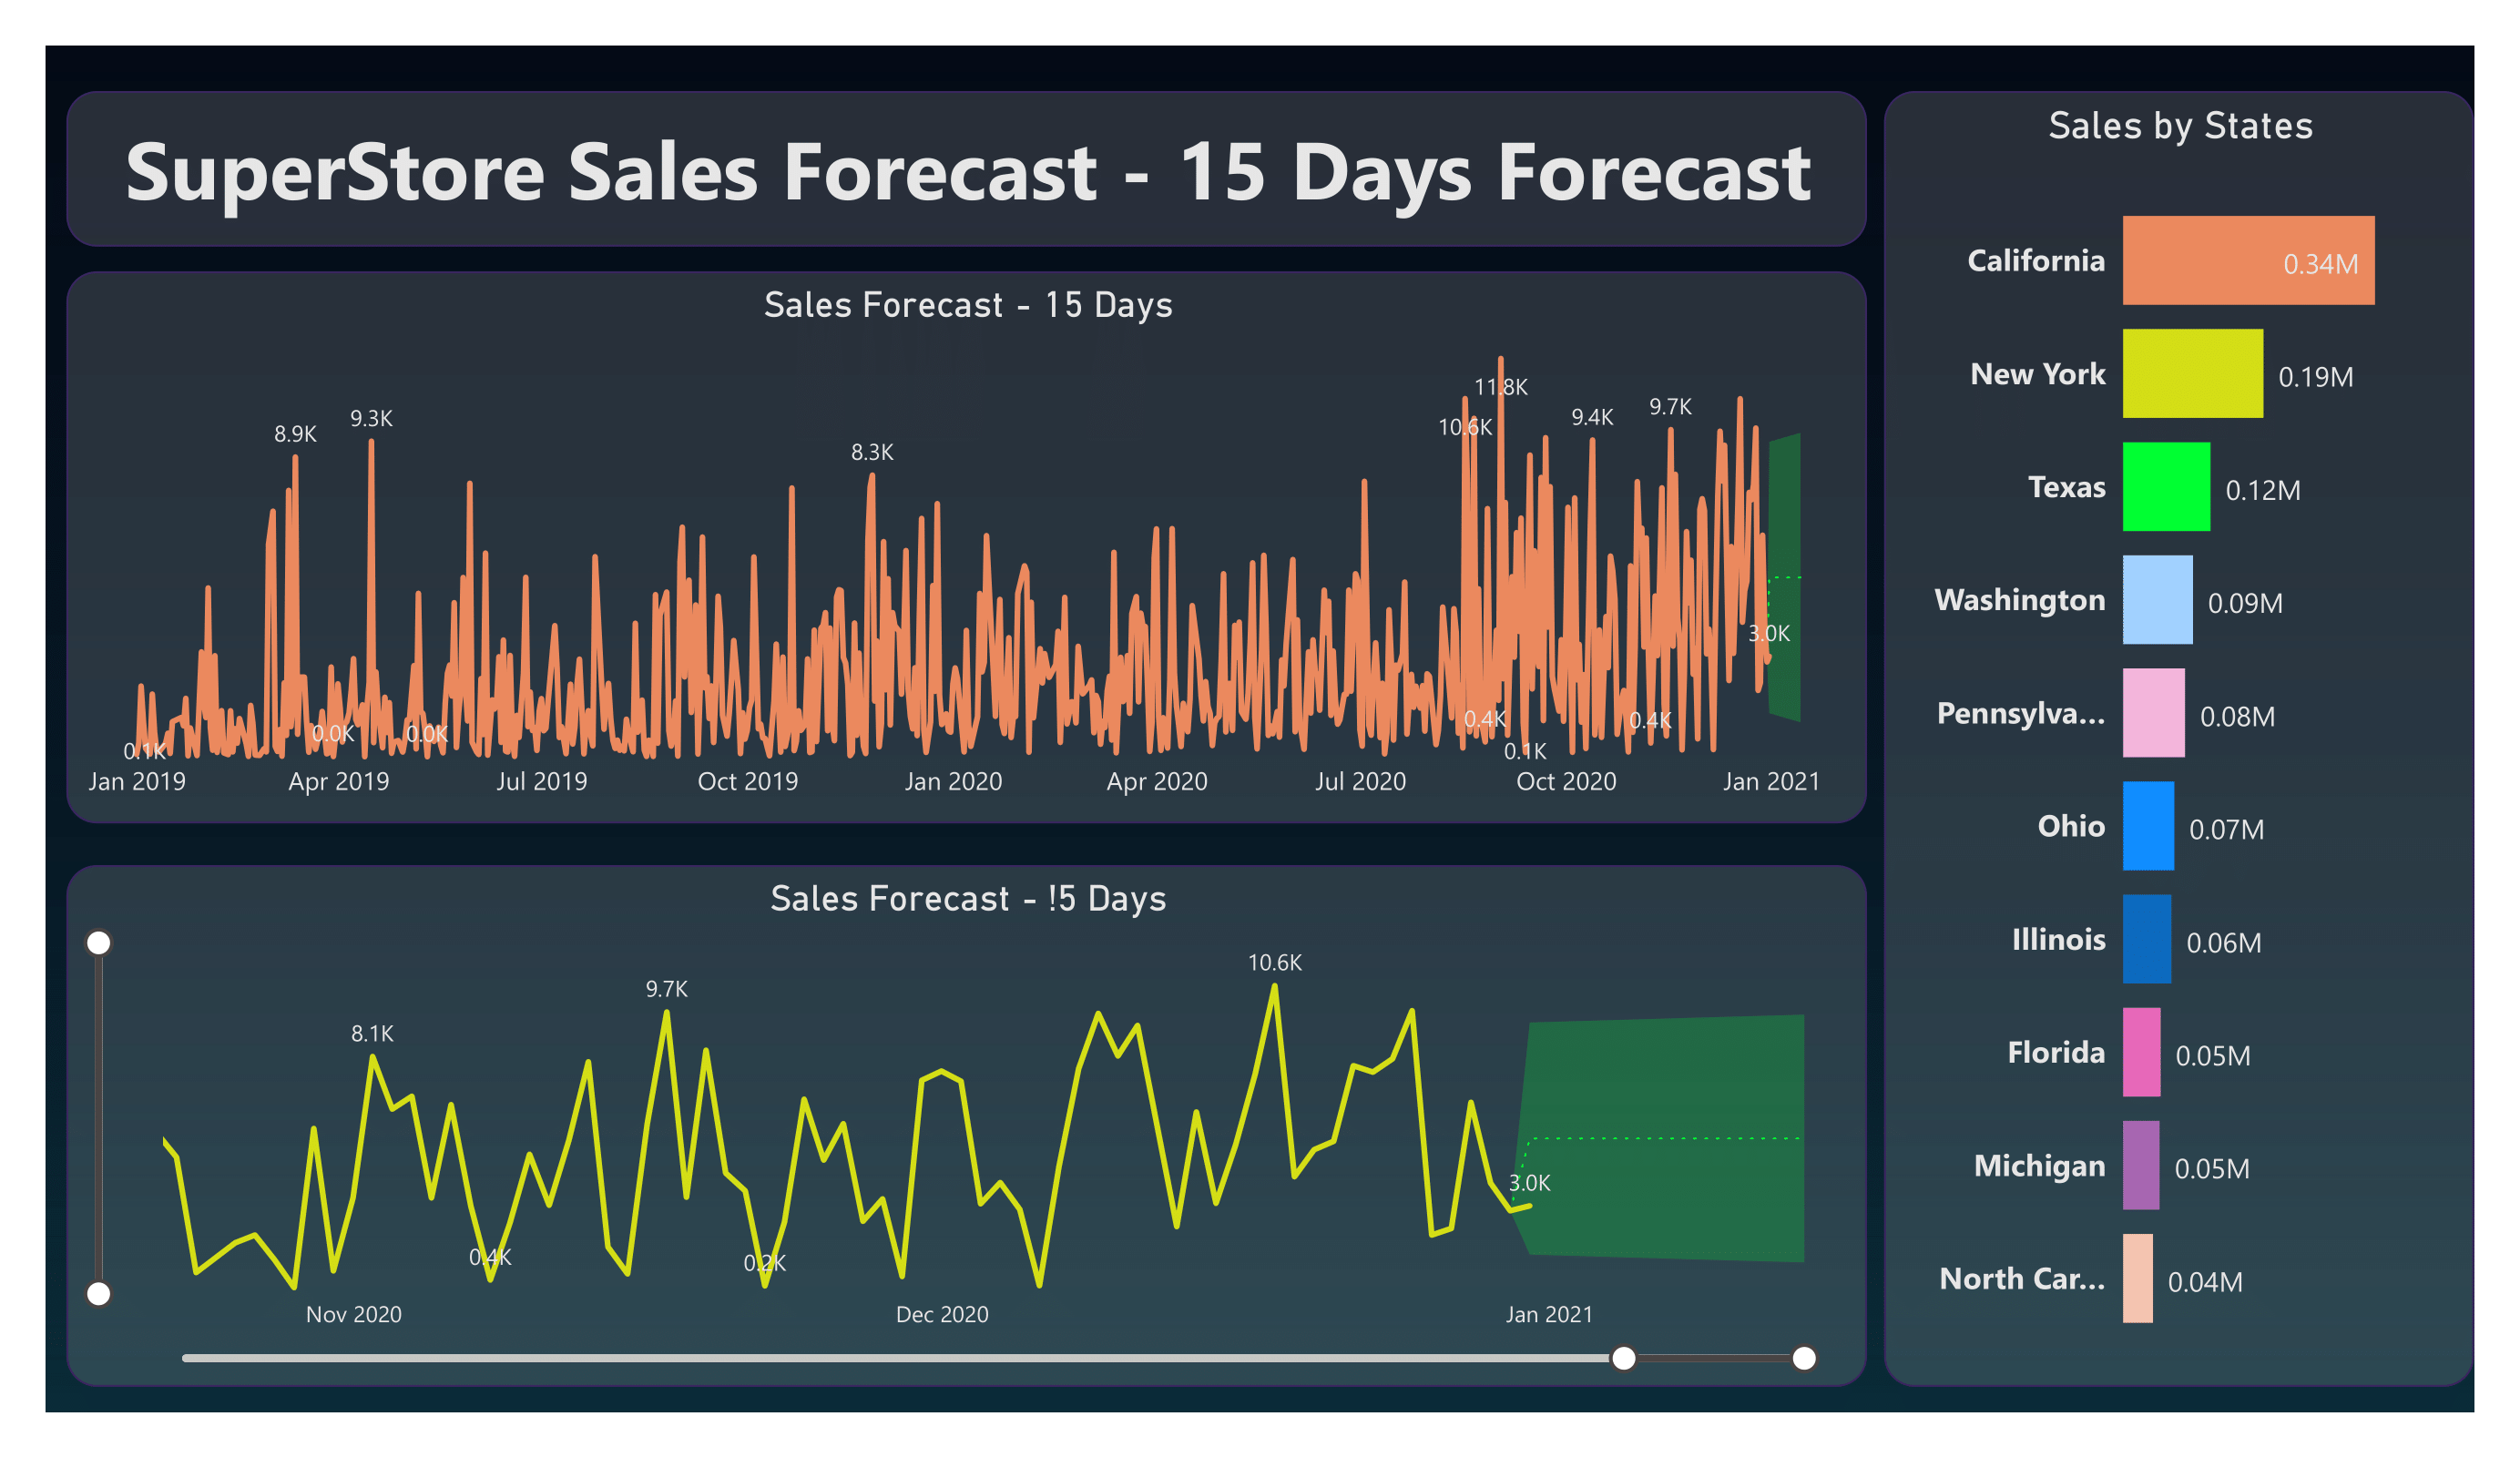 SuperStore Sales Forecast - 15 Days Forecast
Sales Forecast - 15 Days
11.8K
10.6K
9.4K
9.7K
9.3K
8.9K
8.3K
3.0K
0.4K
0.4K
0.0K
0.0K
0.1K
0.1K
Jan 2019 Apr 2019 Jul 2019 Oct 2019 Jan 2020 Apr 2020 Jul 2020 Oct 2020 Jan 2021
Sales Forecast - !5 Days
10.6K
9.7K
8.1K
3.0K
0.4K
0.2K
Nov 2020 Dec 2020 Jan 2021
Sales by States
California 0.34M
New York 0.19M
Texas 0.12M
Washington 0.09M
Pennsylva... 0.08M
Ohio 0.07M
Illinois 0.06M
Florida 0.05M
Michigan 0.05M
North Car... 0.04M